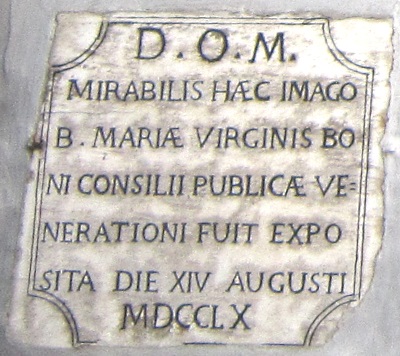 D. O. M.
MIRABILIS HÆC IMAGO
B. MARIÆ VIRGINIS BO
NI CONSILII PUBLICÆ VE=
NERATIONI FUIT EXPO
SITA DIE XIV AUGUSTI
MDCCLX